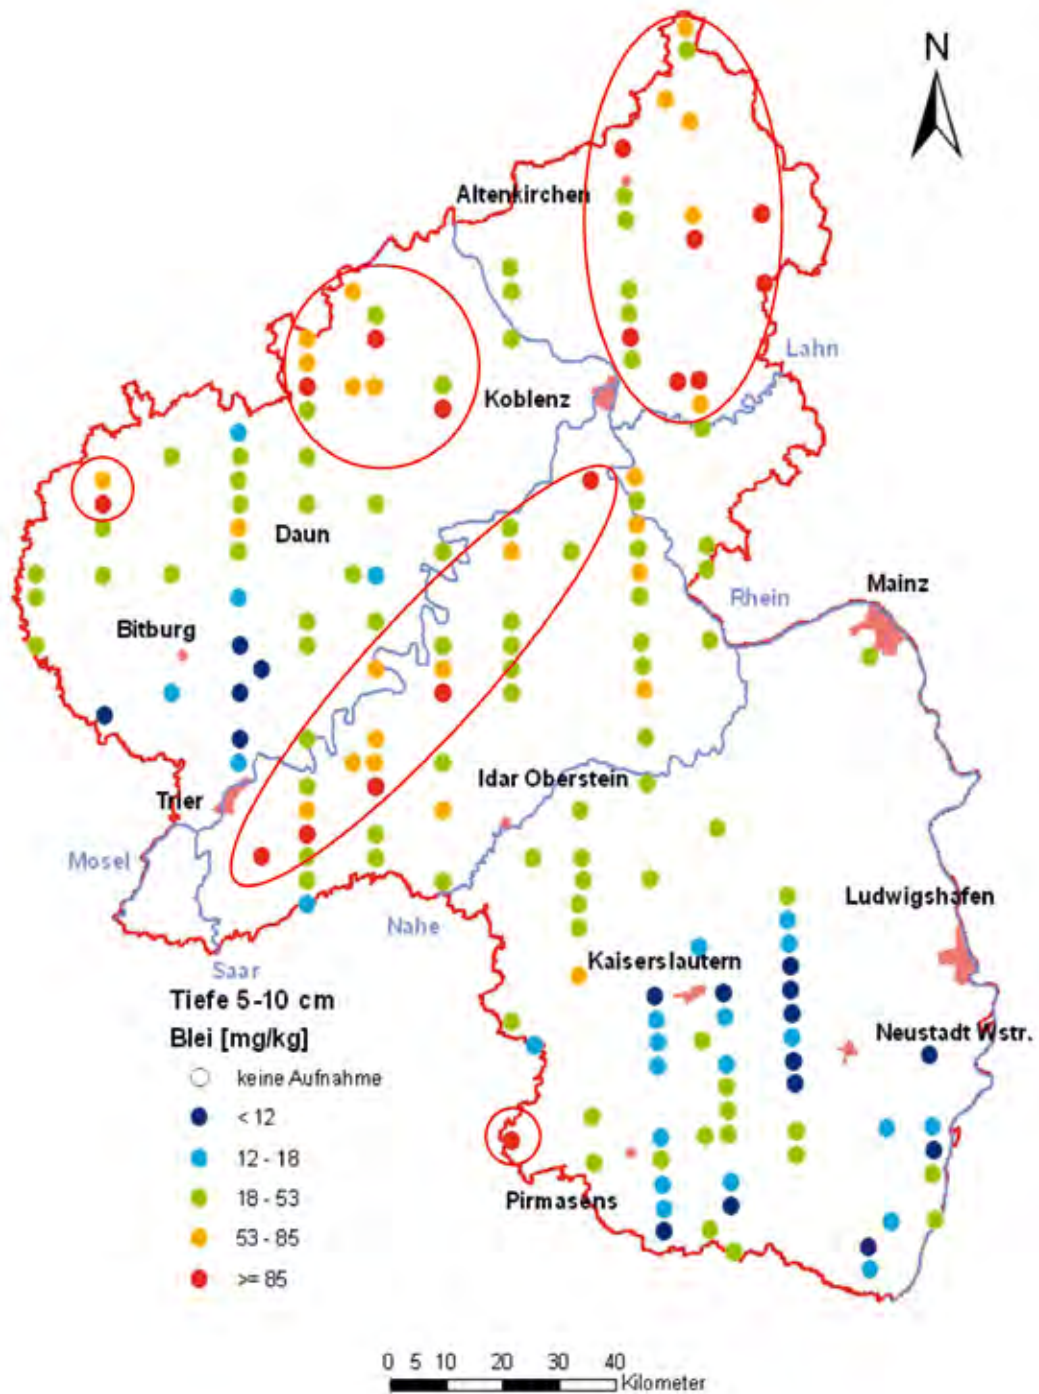 N
Altenkirchen
Lahn
Koblenz
Daun
Mainz
Rhein
Bitburg
Idar Oberstein
Trier
Mosel
Ludwigshafen
Nahe
Kaiserslautern
Saar
Tiefe 5-10 cm
Neustadt Wstr.
Blei [mg/kg]
keine Aufnahme
< 12
12 - 18
18 - 53
Pirmasens
53 - 85
>= 85
0 5 10 20 30 40
Kilometer